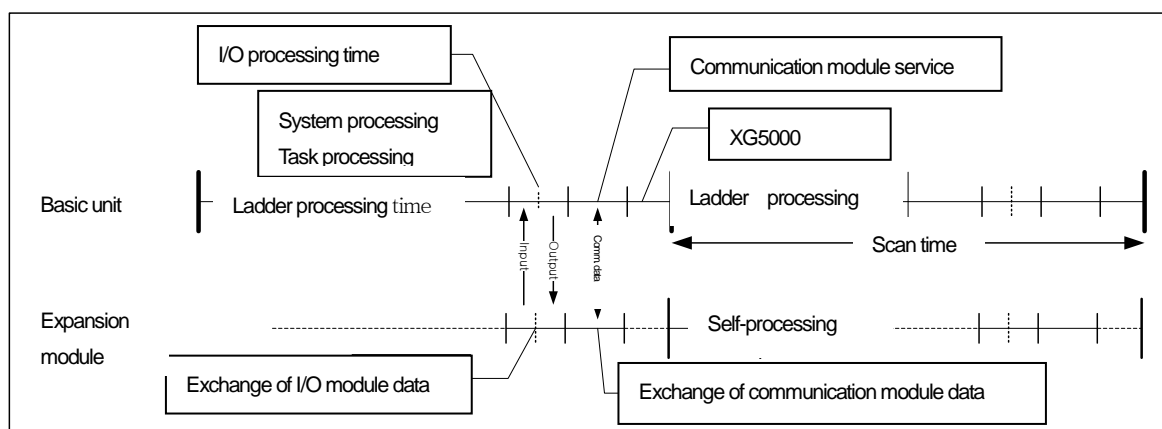 I/O processing time
Communication module service
System processing
Task processing
XG5000
Basic unit
Ladder processing time
Ladder processing
Scan time
Input
Output
Comm. data
Expansion
module
Self-processing
Exchange of I/O module data
Exchange of communication module data